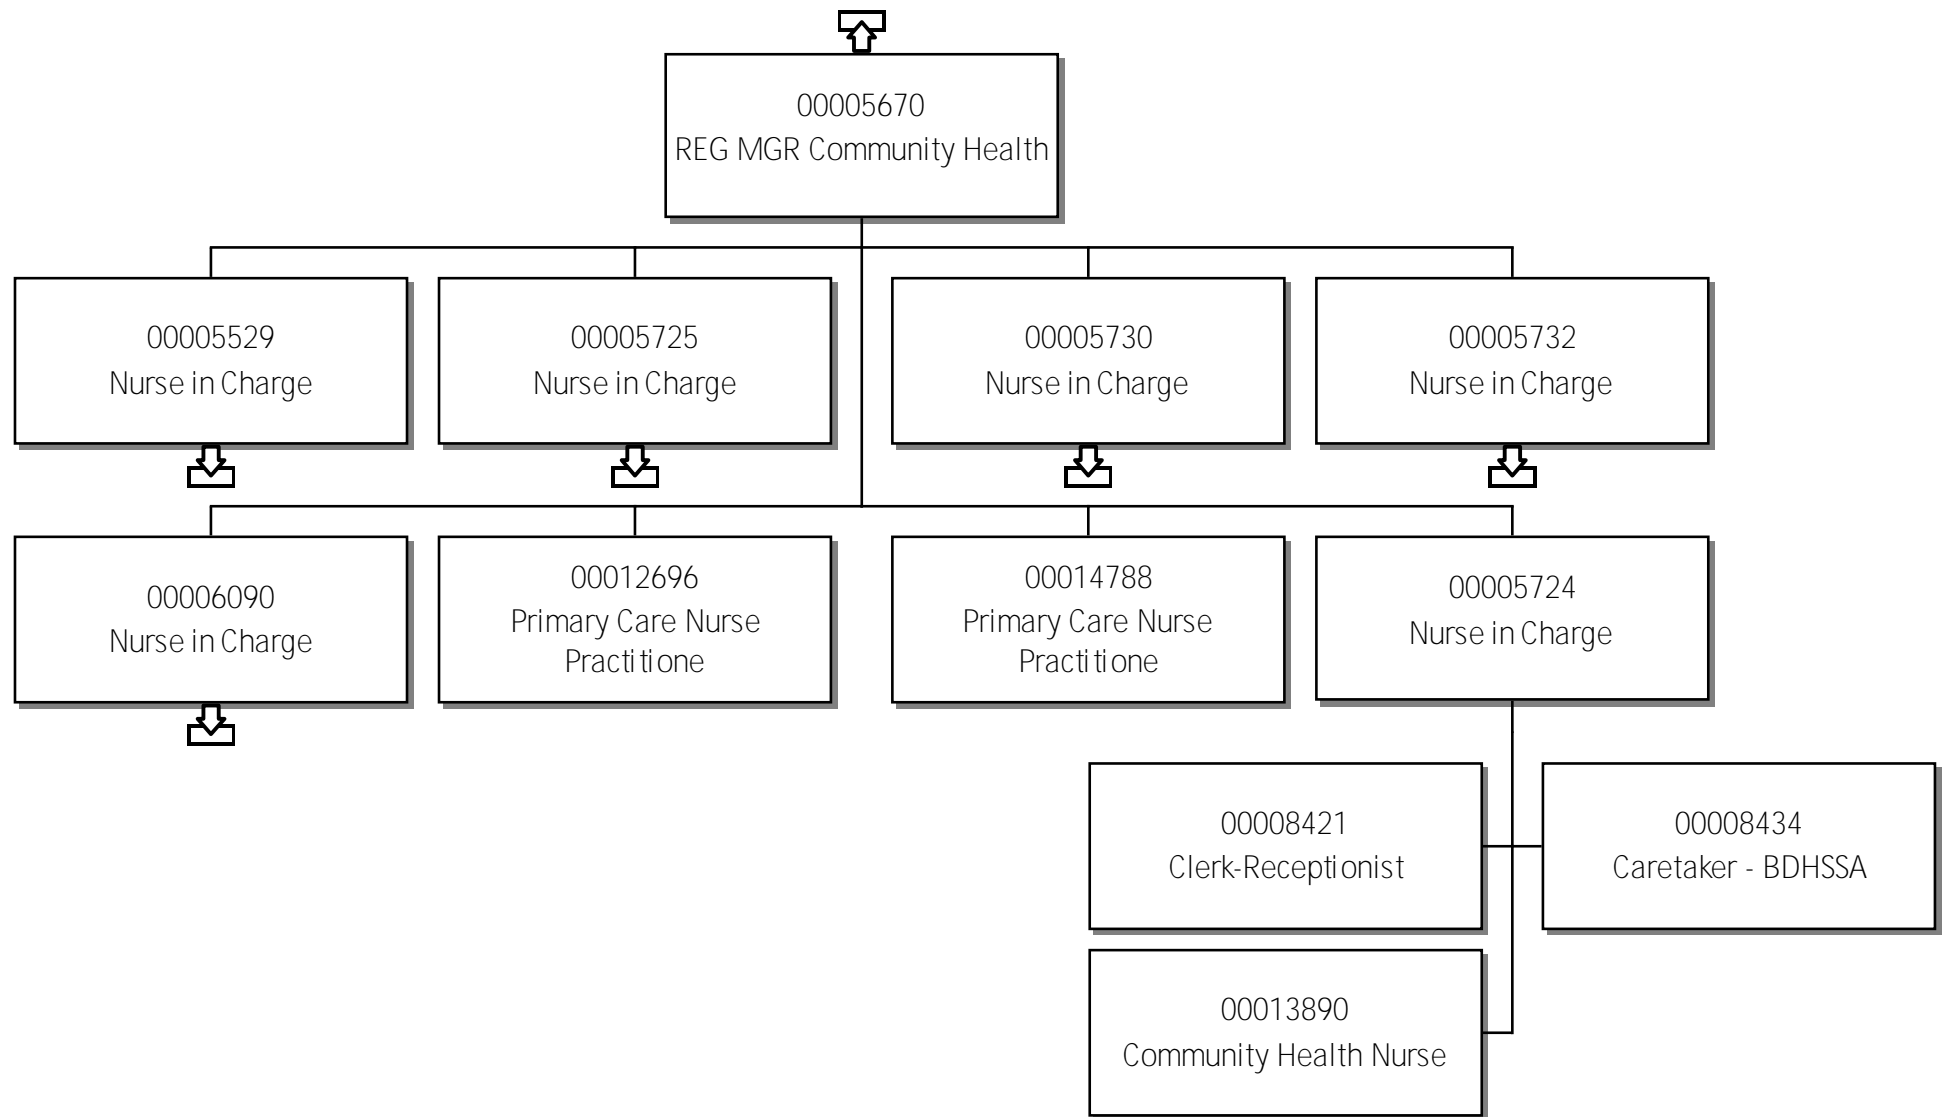 00005670
REG MGR Community Health
00005529
Nurse in Charge
00005725
Nurse in Charge
00005730
Nurse in Charge
00005732
Nurse in Charge
00006090
Nurse in Charge
00012696
Primary Care Nurse
Practitione
00014788
Primary Care Nurse
Practitione
00005724
Nurse in Charge
00008421
Clerk-Receptionist
00008434
Caretaker - BDHSSA
00013890
Community Health Nurse